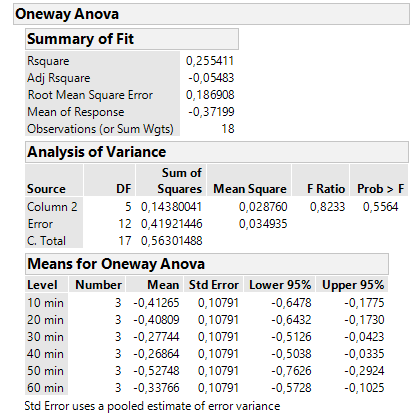 Oneway Anova
Summary of Fit
Rsquare 0,255411
Adj Rsquare -0,05483
Root Mean Square Error 0,186908
Mean of Response -0,37199
Observations (or Sum Wgts) 18
Analysis of Variance
Sum of
Source DF Squares Mean Square F Ratio Prob > F
Column 2 5 0,14380041 0,028760 0,8233 0,5564
Error 12 0,41921446 0,034935
C. Total 17 0,56301488
Means for Oneway Anova
Level Number Mean Std Error Lower 95% Upper 95%
10 min 3 -0,41265 0,10791 -0,6478 -0,1775
20 min 3 -0,40809 0,10791 -0,6432 -0,1730
30 min 3 -0,27744 0,10791 -0,5126 -0,0423
40 min 3 -0,26864 0,10791 -0,5038 -0,0335
50 min 3 -0,52748 0,10791 -0,7626 -0,2924
60 min 3 -0,33766 0,10791 -0,5728 -0,1025
Std Error uses a pooled estimate of error variance